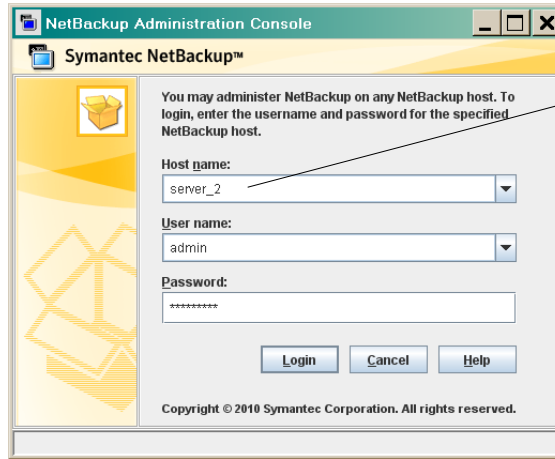 NetBackup Administration Console
Symantec NetBackup™
You may administer NetBackup on any NetBackup host. To
login, enter the username and password for the specified
NetBackup host.
Host name:
server_2
User name:
admin
Password:
*********
Login Cancel Help
Copyright © 2010 Symantec Corporation. All rights reserved.